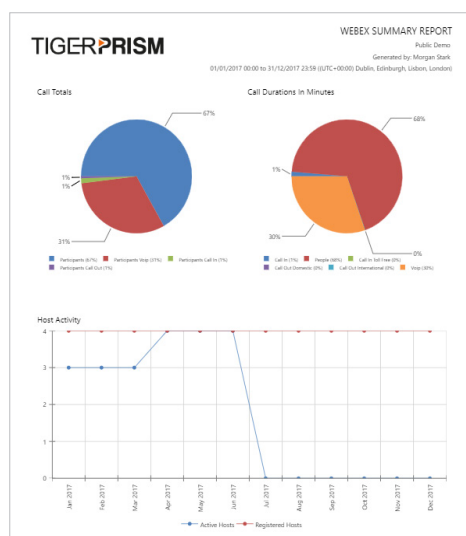 TIGERPRISM
WEBEX SUMMARY REPORT
Public Demo
Generated by: Morgan Stark
01/01/2017 00:00 to 31/12/2017 23:59 ((UTC+00:00) Dublin, Edinburgh, Lisbon, London)
Call Totals
67%
1%
1%
31%
Participants (67%) Participants Voip (31%) Participants Call In (1%)
Participants Call Out (1%)
Call Durations In Minutes
68%
1%
30%
0%
Call In (1%) People (68%) Call In Toll Free (0%)
Call Out Domestic (0%) Call Out International (0%) Voip (30%)
Host Activity
4
3
2
1
0
Jan 2017
Feb 2017
Mar 2017
Apr 2017
May 2017
Jun 2017
Jul 2017
Aug 2017
Sep 2017
Oct 2017
Nov 2017
Dec 2017
Active Hosts Registered Hosts